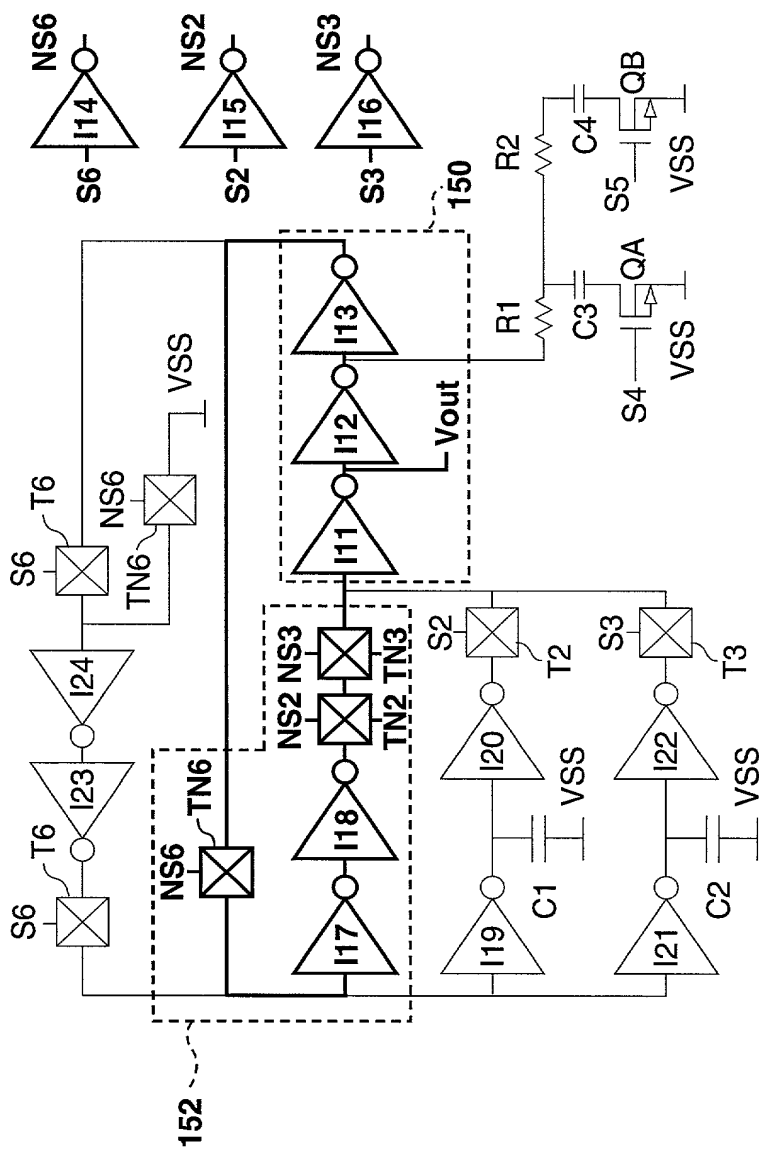 S6
I14
NS6
S2
I15
NS2
S3
I16
NS3
S6
T6
I23
I24
S6
T6
NS6
TN6
VSS
NS6
TN6
152
I17
I18
NS2
TN2
NS3
TN3
I11
I12
I13
Vout
150
I19
C1
VSS
I20
S2
T2
I21
C2
VSS
I22
S3
T3
R1
R2
C3
S4
QA
VSS
C4
S5
QB
VSS